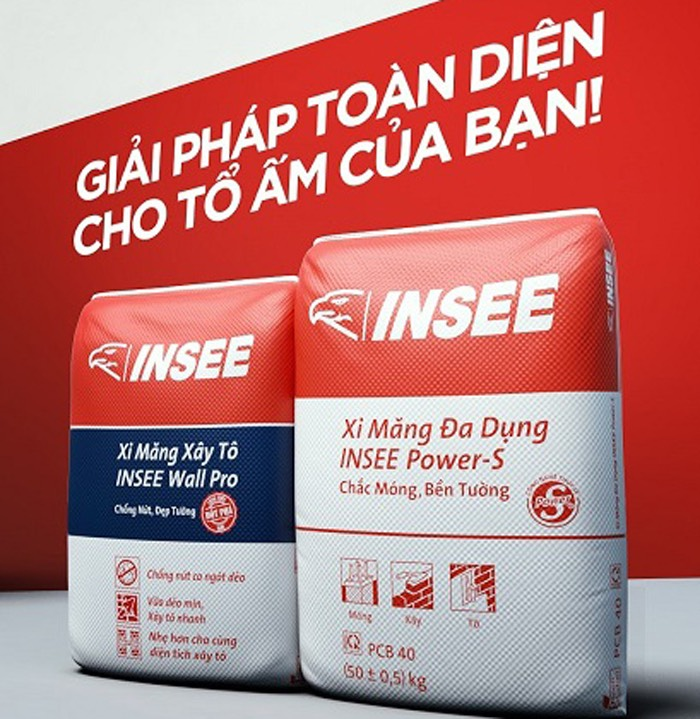 GIẢI PHÁP TOÀN DIỆN
CHO TỔ ẤM CỦA BẠN!
INSEE
Xi Măng Xây Tô
INSEE Wall Pro
Chống Nứt, Đẹp Tường
ĐỘT PHÁ
Chống nứt co ngót dẻo
Vữa dẻo mịn,
Xây tô nhanh
Nhẹ hơn cho cùng
diện tích xây tô
INSEE
Xi Măng Đa Dụng
INSEE Power-S
Chắc Móng, Bền Tường
Power
S
Móng
Xây
Tô
PCB 40
(50 ± 0,5) kg
PCB 40